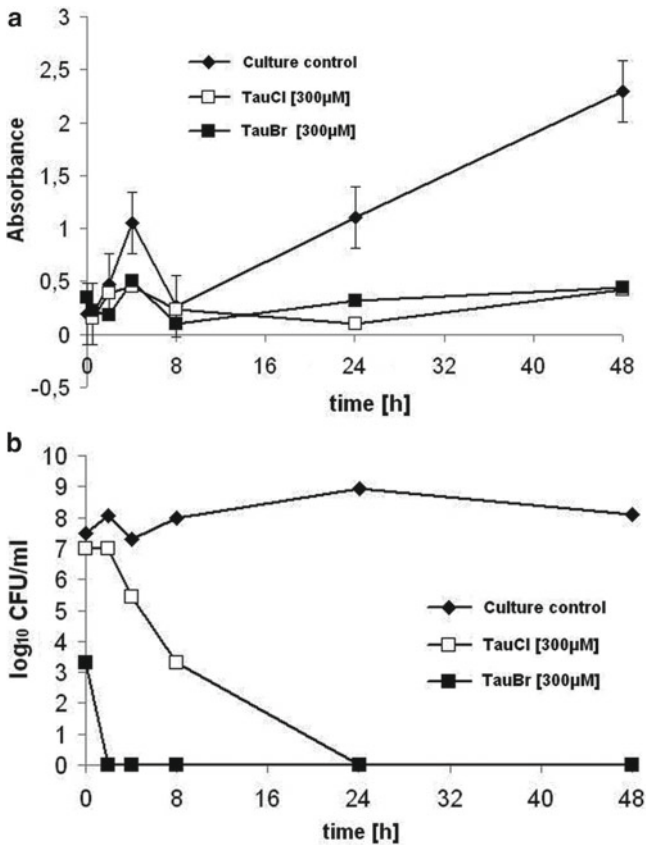 a
3
2,5
2
1,5
1
0,5
0
-0,5
Absorbance
Culture control
TauCl [300µM]
TauBr [300µM]
0 8 16 24 32 40 48
time [h]
b
10
9
8
7
6
5
4
3
2
1
0
log10 CFU/ml
Culture control
TauCl [300µM]
TauBr [300µM]
0 8 16 24 32 40 48
time [h]